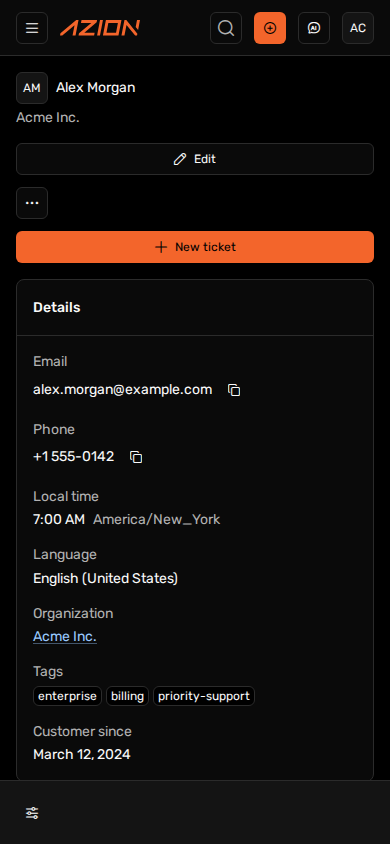 AZION
AI
AC
AM
Alex Morgan
Acme Inc.
Edit
New ticket
Details
Email
alex.morgan@example.com
Phone
+1 555-0142
Local time
7:00 AM America/New_York
Language
English (United States)
Organization
Acme Inc.
Tags
enterprise billing priority-support
Customer since
March 12, 2024